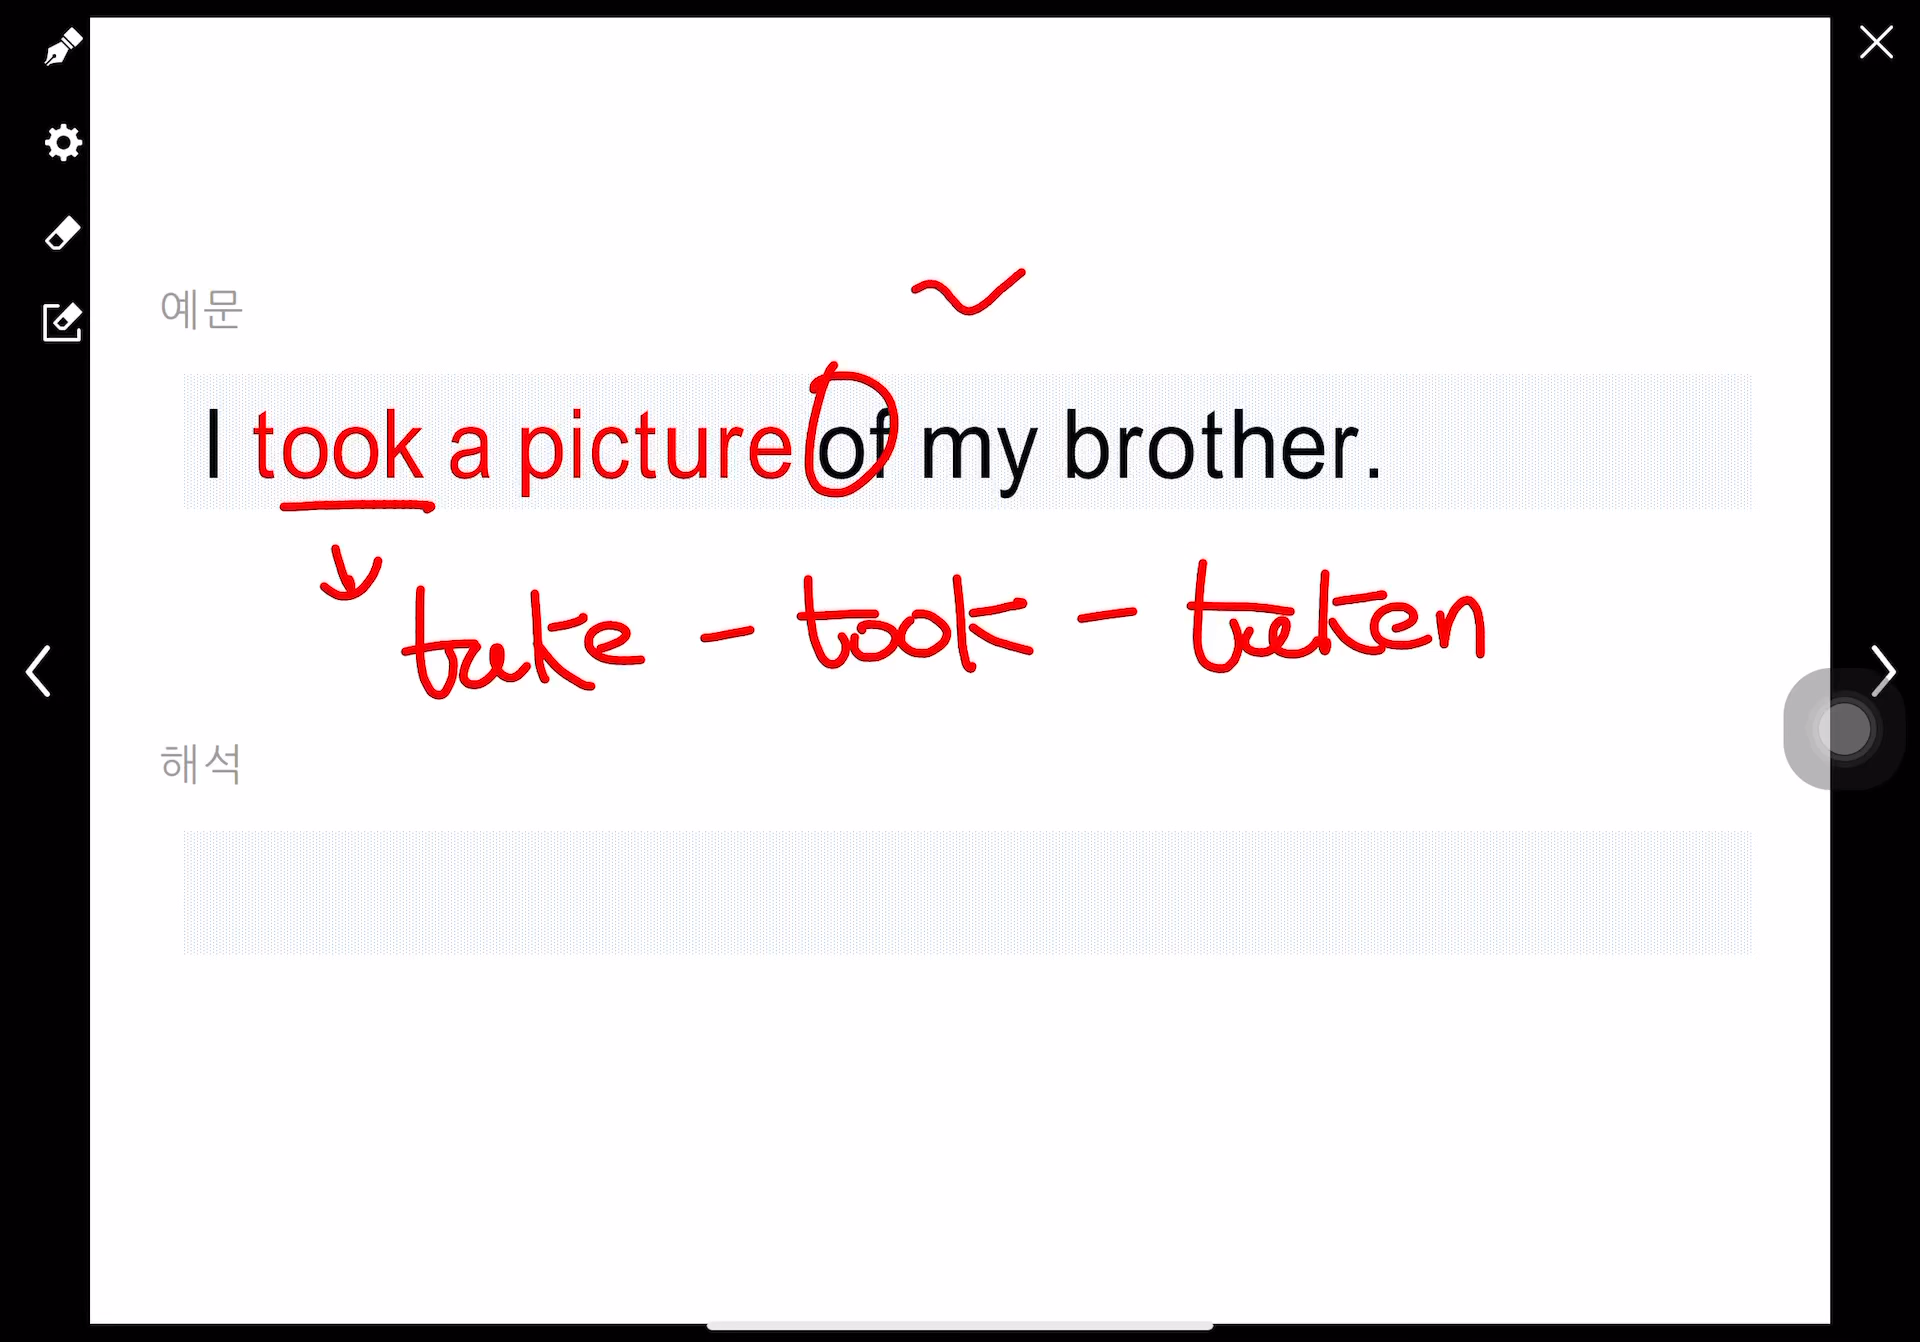 예문
I took a picture of my brother.
take - took - taken
해석